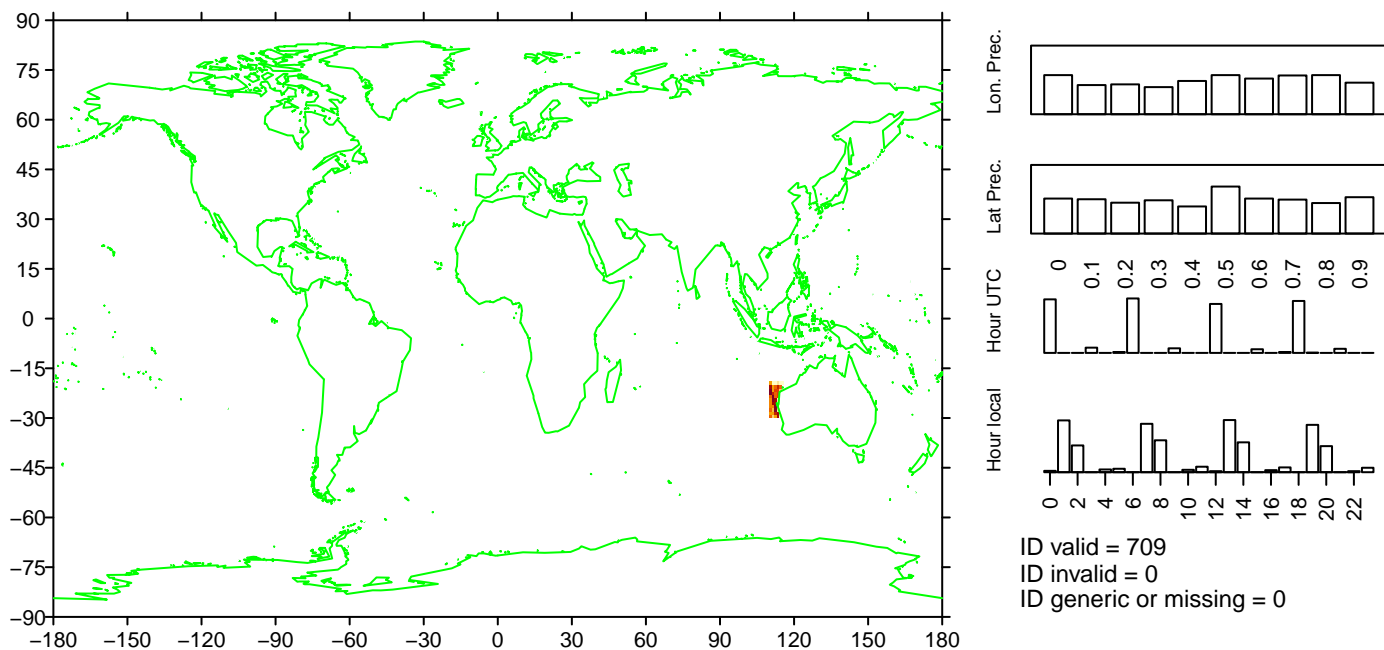 90
75
60
45
30
15
0
−15
−30
−45
−60
−75
−90
−180 −150 −120 −90 −60 −30 0 30 60 90 120 150 180
Lon. Prec.
Lat Prec.
0 0.1 0.2 0.3 0.4 0.5 0.6 0.7 0.8 0.9
Hour UTC
Hour local
0 2 4 6 8 10 12 14 16 18 20 22
ID valid = 709
ID invalid = 0
ID generic or missing = 0